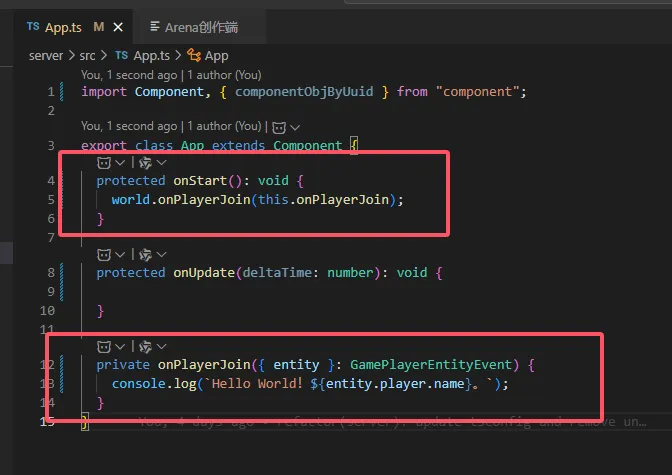 TS App.ts M × Arena创作端
server > src > TS App.ts > App
You, 1 second ago | 1 author (You)
1 import Component, { componentObjByUuid } from "component";
2
You, 1 second ago | 1 author (You) |
3 export class App extends Component {
4 protected onStart(): void {
5 world.onPlayerJoin(this.onPlayerJoin);
6 }
7
8 protected onUpdate(deltaTime: number): void {
9
10 }
11
12 private onPlayerJoin({ entity }: GamePlayerEntityEvent) {
13 console.log(`Hello World! ${entity.player.name}。`);
14 }
15 } You, 4 days ago • refactor(server): update tsconfig and remove un…